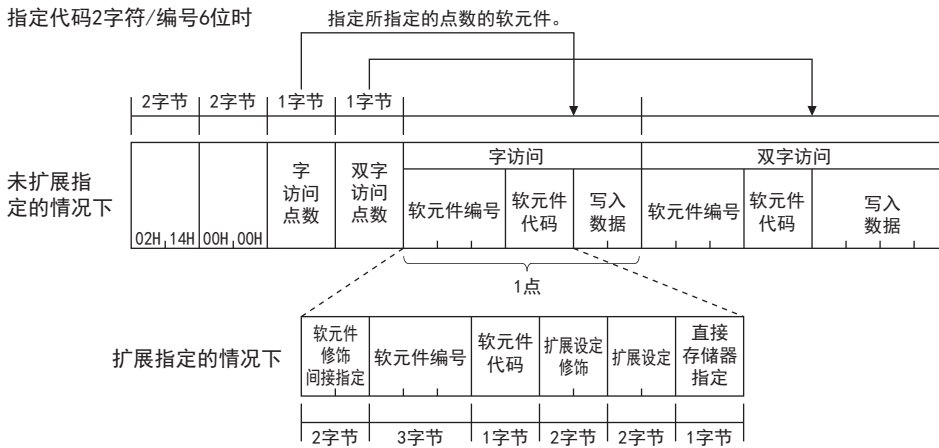 指定代码2字符/编号6位时
指定所指定的点数的软元件。
2字节 2字节 1字节 1字节
未扩展指
定的情况下
02H,14H 00H,00H
字
访问
点数
双字
访问
点数
字访问
软元件编号
软元件
代码
写入
数据
双字访问
软元件编号
软元件
代码
写入
数据
1点
扩展指定的情况下
软元件
修饰
间接指定
软元件编号
软元件
代码
扩展设定
修饰
扩展设定
直接
存储器
指定
2字节 3字节 1字节 2字节 2字节 1字节